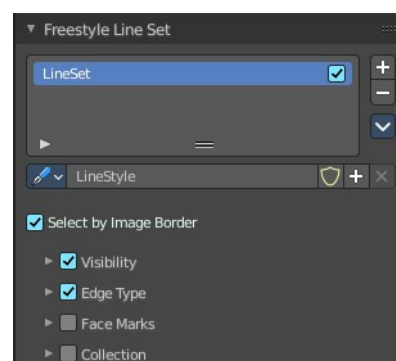 Freestyle Line Set
LineSet
LineStyle
Select by Image Border
Visibility
Edge Type
Face Marks
Collection